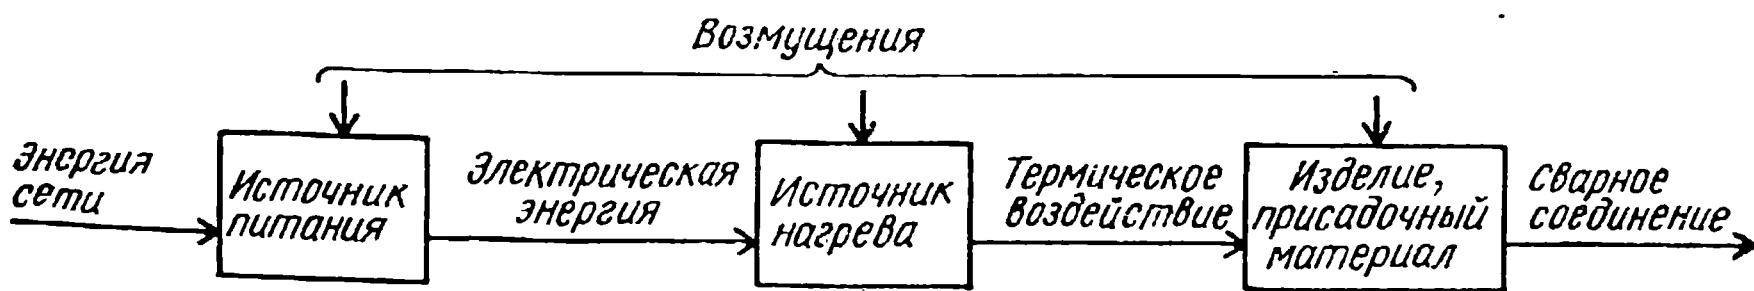 Возмущения
Энергия
сети
Источник
питания
Электрическая
энергия
Источник
нагрева
Термическое
воздействие
Изделие,
присадочный
материал
Сварное
соединение